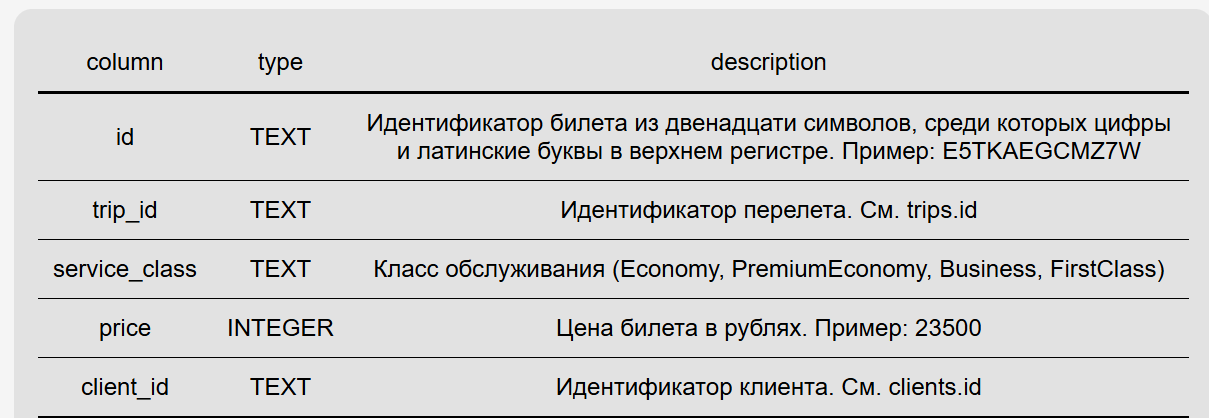 column type description
id TEXT Идентификатор билета из двенадцати символов, среди которых цифры
и латинские буквы в верхнем регистре. Пример: E5TKAEGCMZ7W
trip_id TEXT Идентификатор перелета. См. trips.id
service_class TEXT Класс обслуживания (Economy, PremiumEconomy, Business, FirstClass)
price INTEGER Цена билета в рублях. Пример: 23500
client_id TEXT Идентификатор клиента. См. clients.id